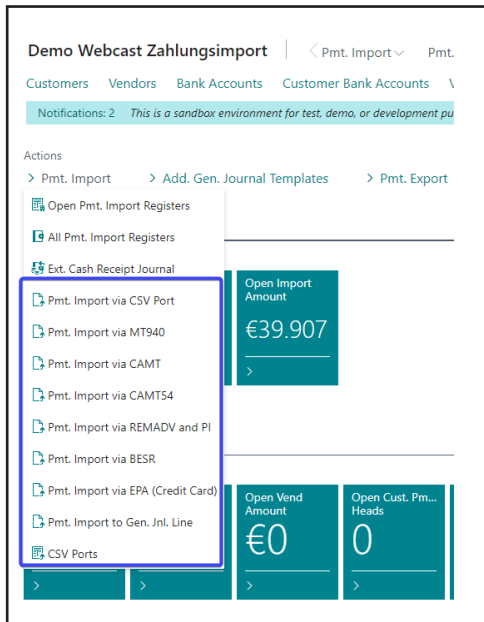 Demo Webcast Zahlungsimport Pmt. Import Pmt.
Customers Vendors Bank Accounts Customer Bank Accounts
Notifications: 2 This is a sandbox environment for test, demo, or development pu
Actions
> Pmt. Import > Add. Gen. Journal Templates > Pmt. Export
Open Pmt. Import Registers
All Pmt. Import Registers
Ext. Cash Receipt Journal
Pmt. Import via CSV Port
Pmt. Import via MT940
Pmt. Import via CAMT
Pmt. Import via CAMT54
Pmt. Import via REMADV and PI
Pmt. Import via BESR
Pmt. Import via EPA (Credit Card)
Pmt. Import to Gen. Jnl. Line
CSV Ports
Open Import
Amount
€39.907
Open Vend
Amount
€0
Open Cust. Pm...
Heads
0